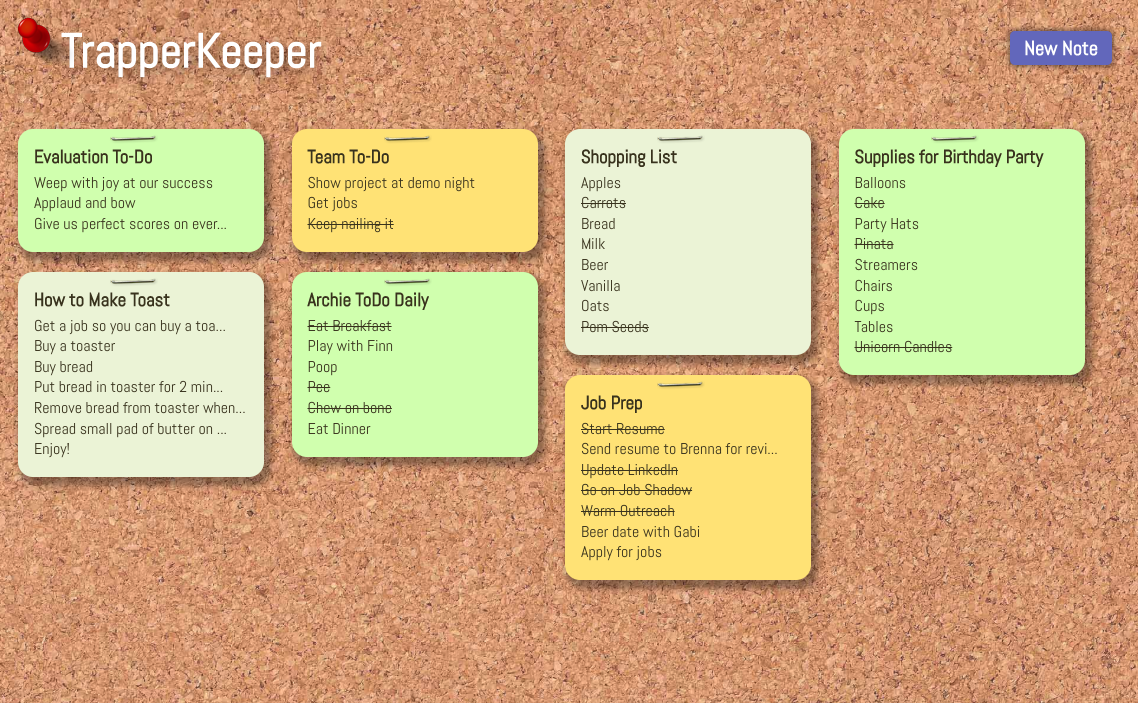 TrapperKeeper
New Note
Evaluation To-Do
Weep with joy at our success
Applaud and bow
Give us perfect scores on ever...
Team To-Do
Show project at demo night
Get jobs
Keep nailing it
Shopping List
Apples
Carrots
Bread
Milk
Beer
Vanilla
Oats
Pom Seeds
Supplies for Birthday Party
Balloons
Cake
Party Hats
Pinata
Streamers
Chairs
Cups
Tables
Unicorn Candles
How to Make Toast
Get a job so you can buy a toa...
Buy a toaster
Buy bread
Put bread in toaster for 2 min...
Remove bread from toaster when...
Spread small pad of butter on ...
Enjoy!
Archie ToDo Daily
Eat Breakfast
Play with Finn
Poop
Pee
Chew on bone
Eat Dinner
Job Prep
Start Resume
Send resume to Brenna for revi...
Update LinkedIn
Go on Job Shadow
Warm Outreach
Beer date with Gabi
Apply for jobs